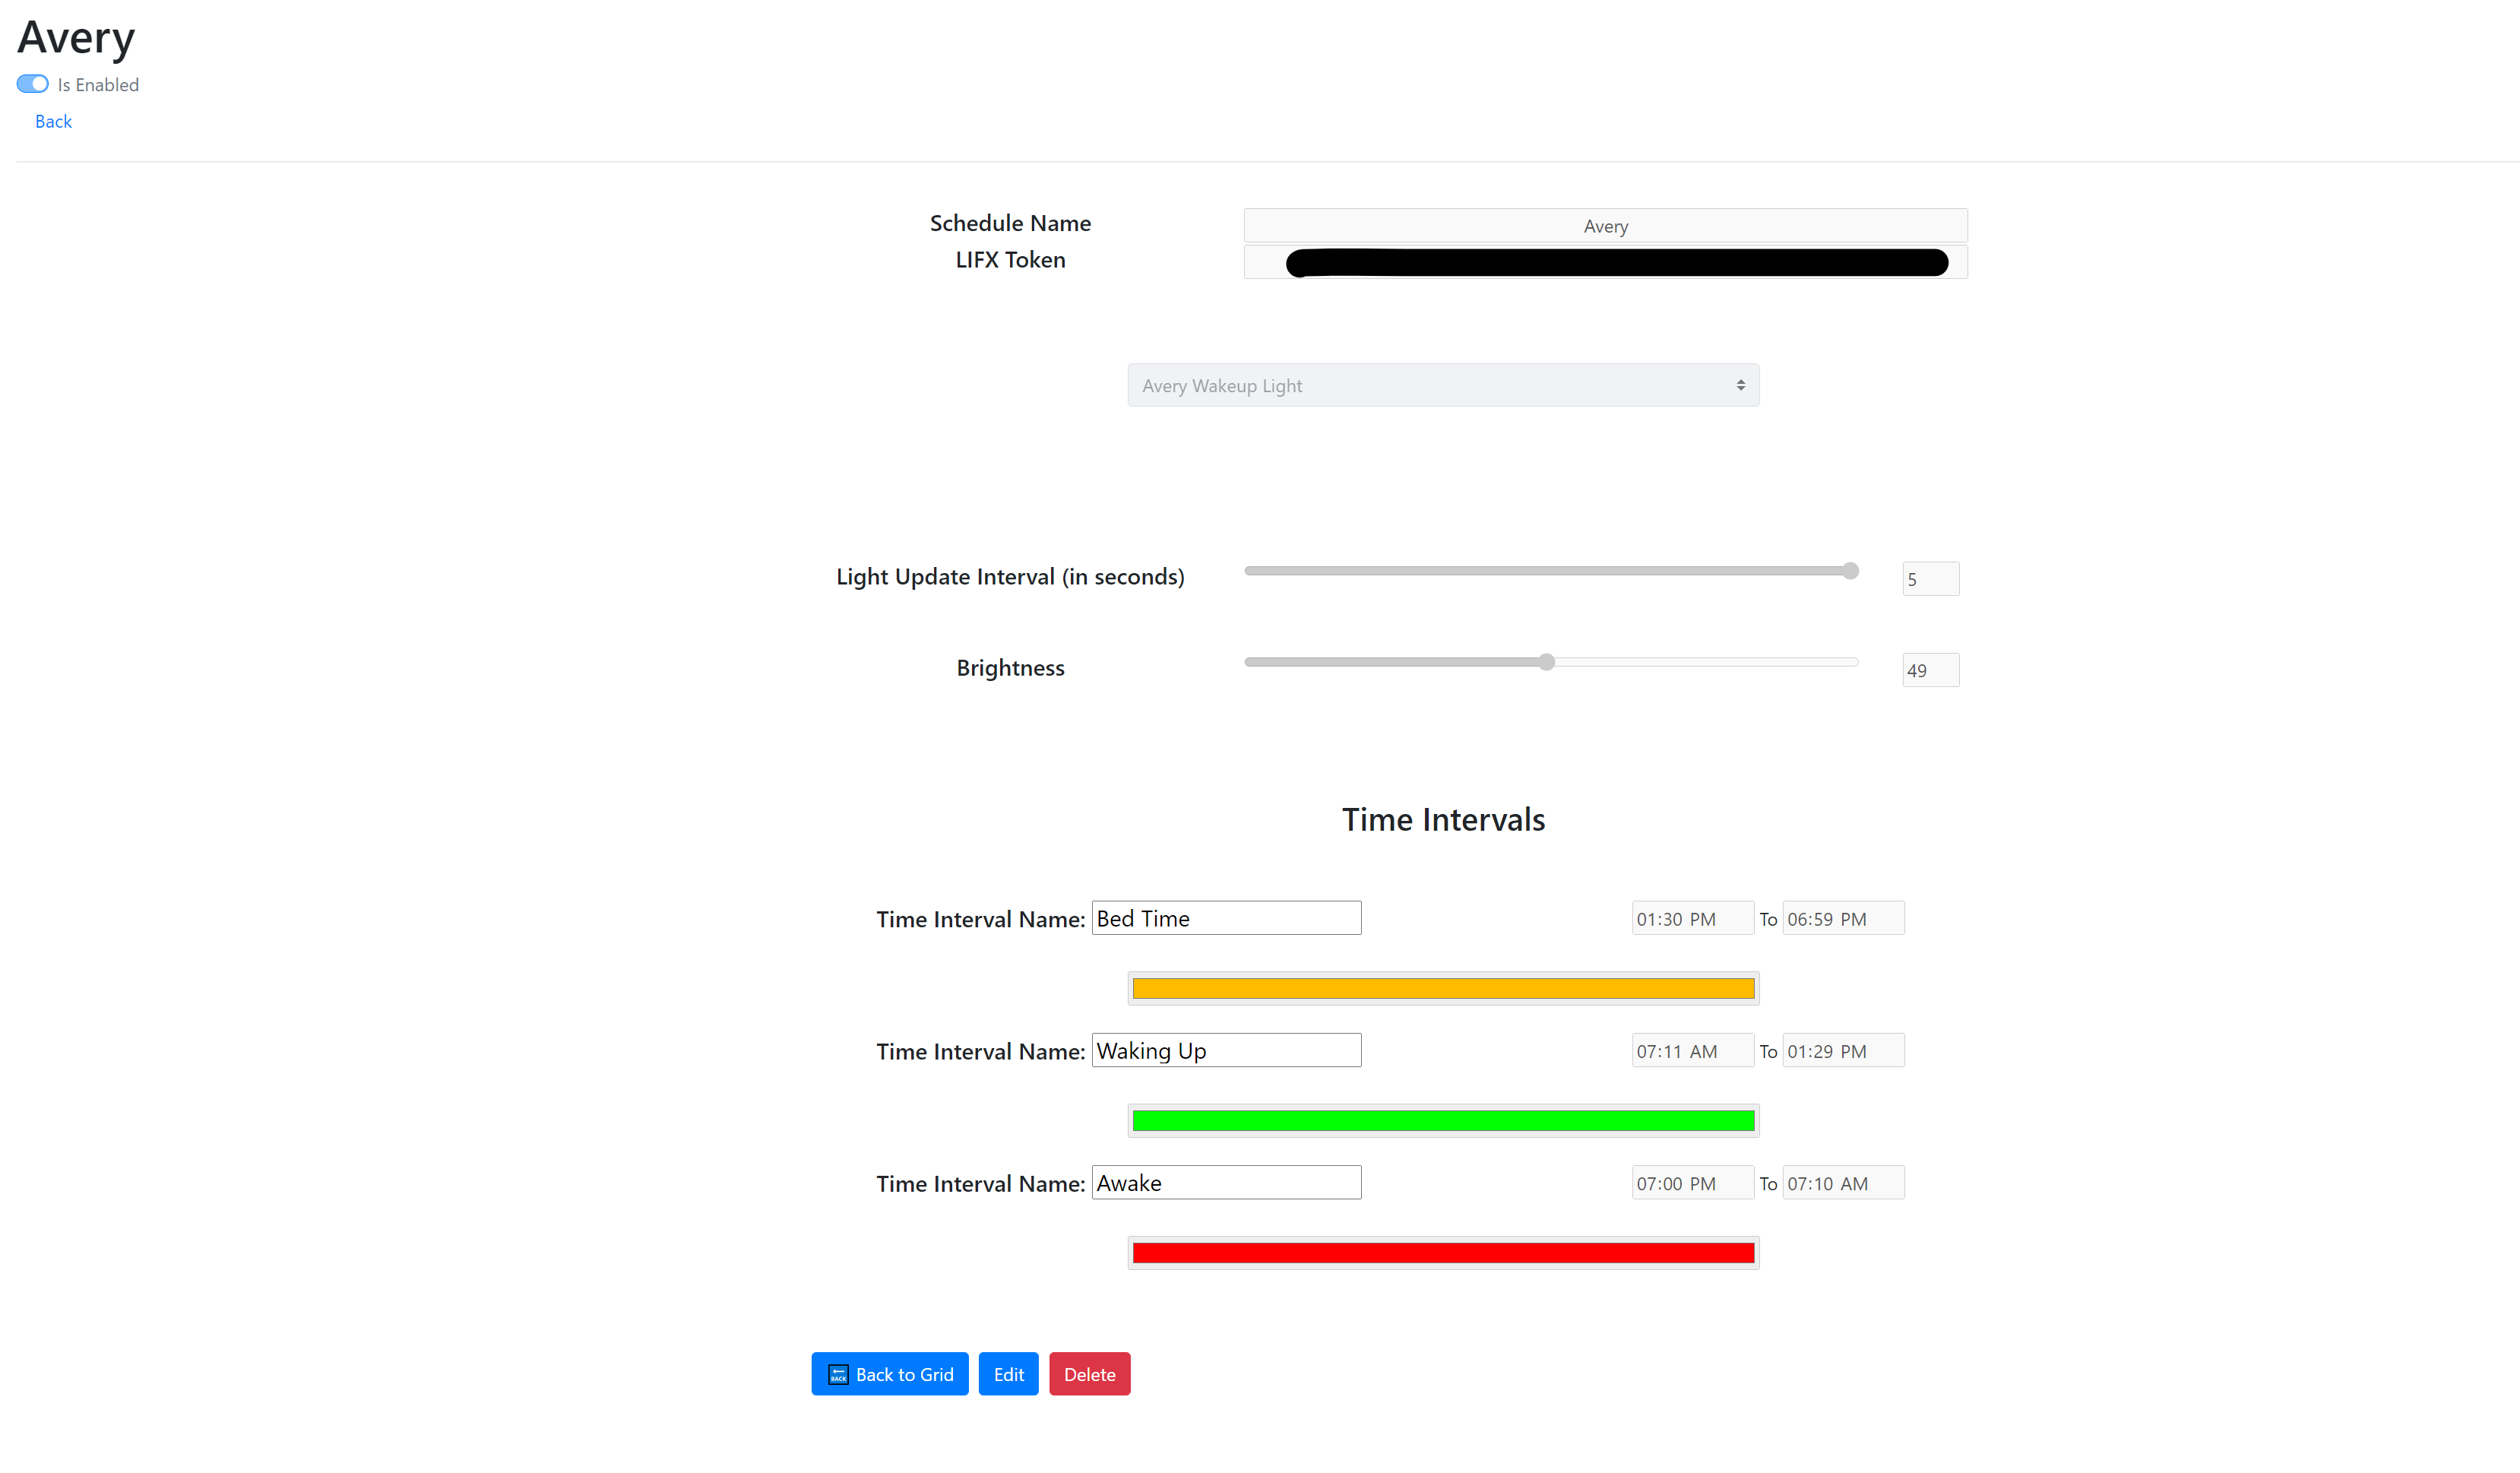 Avery
Is Enabled
Back
Schedule Name Avery
LIFX Token
Avery Wakeup Light
Light Update Interval (in seconds) 5
Brightness 49
Time Intervals
Time Interval Name: Bed Time 01:30 PM To 06:59 PM
Time Interval Name: Waking Up 07:11 AM To 01:29 PM
Time Interval Name: Awake 07:00 PM To 07:10 AM
BACK Back to Grid Edit Delete